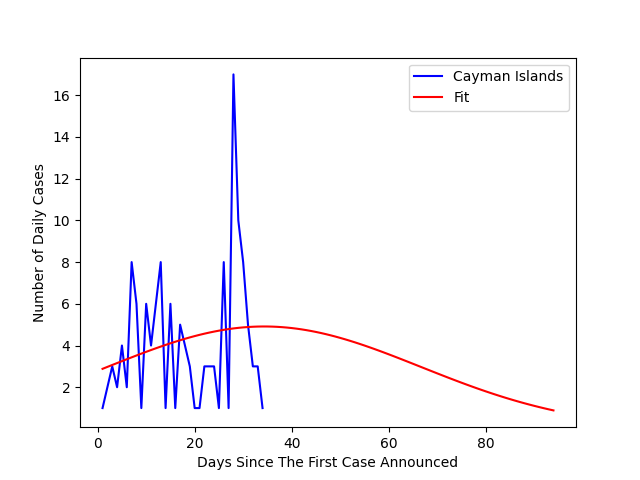 Cayman Islands
Fit
16
14
12
10
8
6
4
2
Number of Daily Cases
0 20 40 60 80
Days Since The First Case Announced